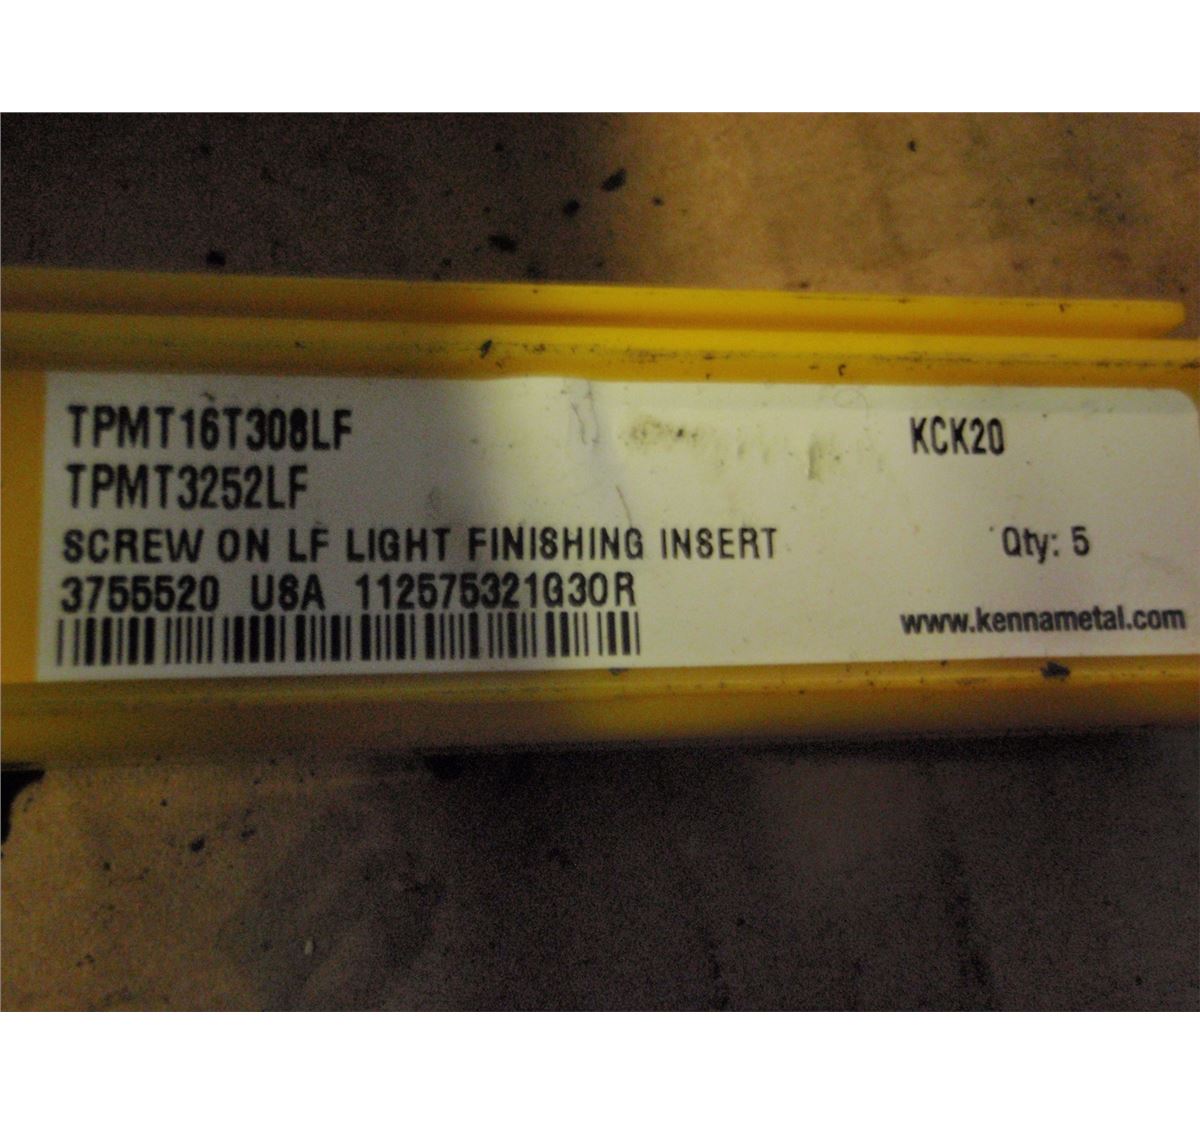 TPMT16T308LF
KCK20
TPMT3252LF
SCREW ON LF LIGHT FINISHING INSERT
Qty: 5
3755520 USA 112575321G30R
www.kennametal.com